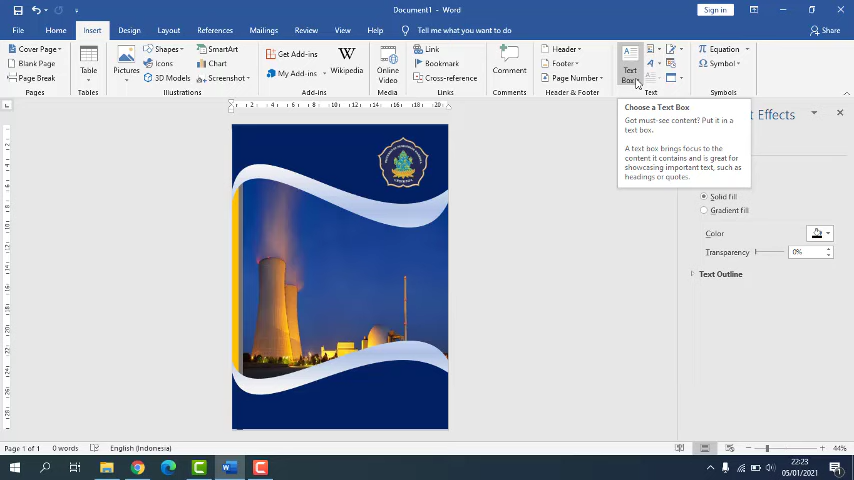 Document1 - Word
Sign in
File Home Insert Design Layout References Mailings Review View Help Tell me what you want to do
Share
Cover Page
Blank Page
Page Break
Pages
Table
Tables
Pictures
Shapes
Icons
3D Models
SmartArt
Chart
Screenshot
Illustrations
Get Add-ins
My Add-ins
Wikipedia
Add-ins
Online
Video
Media
Link
Bookmark
Cross-reference
Links
Comment
Comments
Header
Footer
Page Number
Header & Footer
Text
Box
Text
Equation
Symbol
Symbols
Choose a Text Box
Got must-see content? Put it in a
text box.
A text box brings focus to the
content it contains and is great for
showcasing important text, such as
headings or quotes.
t Effects
Solid fill
Gradient fill
Color
Transparency 0%
Text Outline
Page 1 of 1 0 words English (Indonesia)
44%
22:23
05/01/2021